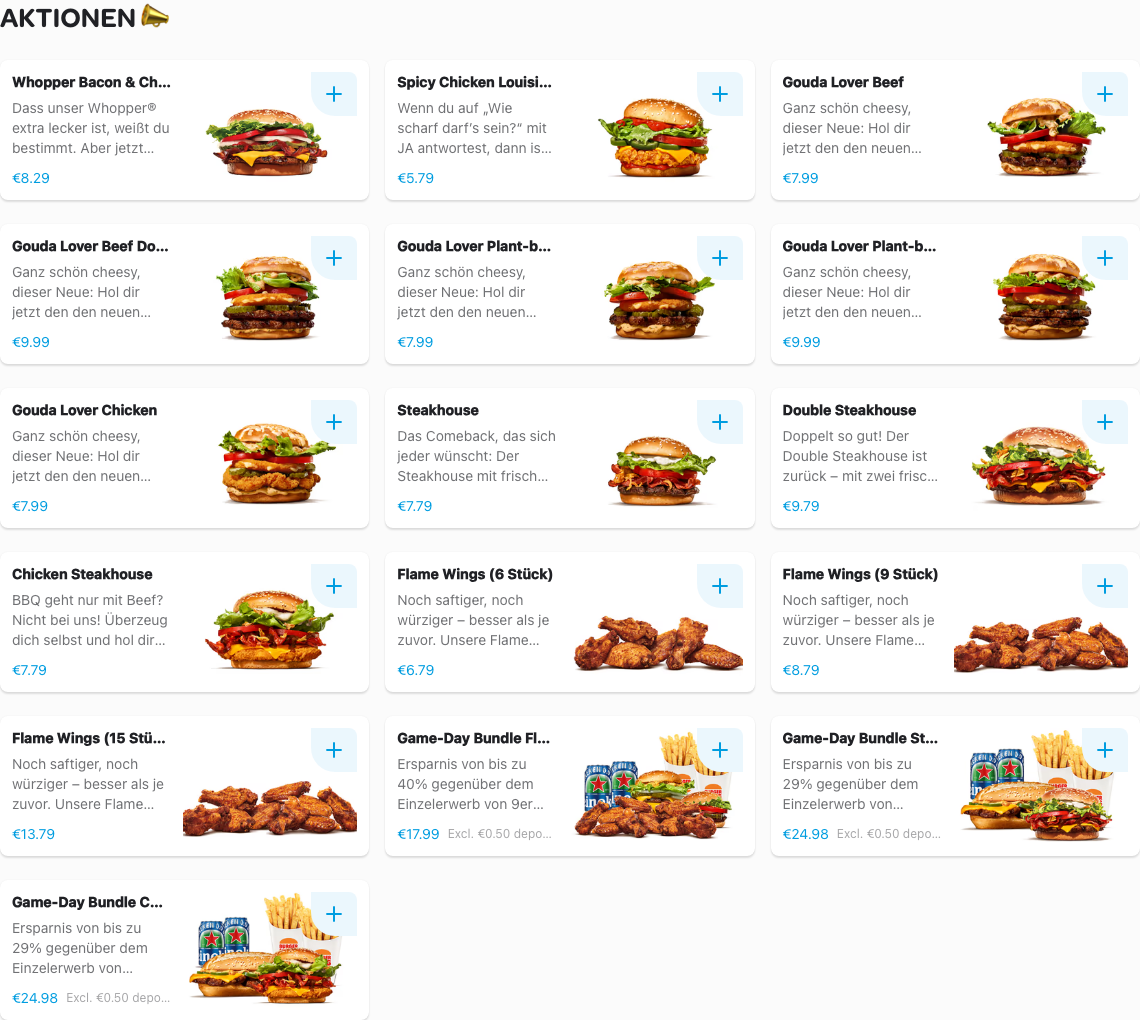 AKTIONEN
Whopper Bacon & Ch...
Dass unser Whopper®
extra lecker ist, weißt du
bestimmt. Aber jetzt...
€8.29
Spicy Chicken Louisi...
Wenn du auf „Wie
scharf darf's sein?“ mit
JA antwortest, dann is...
€5.79
Gouda Lover Beef
Ganz schön cheesy,
dieser Neue: Hol dir
jetzt den den neuen...
€7.99
Gouda Lover Beef Do...
Ganz schön cheesy,
dieser Neue: Hol dir
jetzt den den neuen...
€9.99
Gouda Lover Plant-b...
Ganz schön cheesy,
dieser Neue: Hol dir
jetzt den den neuen...
€7.99
Gouda Lover Plant-b...
Ganz schön cheesy,
dieser Neue: Hol dir
jetzt den den neuen...
€9.99
Gouda Lover Chicken
Ganz schön cheesy,
dieser Neue: Hol dir
jetzt den den neuen...
€7.99
Steakhouse
Das Comeback, das sich
jeder wünscht: Der
Steakhouse mit frisch...
€7.79
Double Steakhouse
Doppelt so gut! Der
Double Steakhouse ist
zurück – mit zwei frisc...
€9.79
Chicken Steakhouse
BBQ geht nur mit Beef?
Nicht bei uns! Überzeug
dich selbst und hol dir...
€7.79
Flame Wings (6 Stück)
Noch saftiger, noch
würziger – besser als je
zuvor. Unsere Flame...
€6.79
Flame Wings (9 Stück)
Noch saftiger, noch
würziger – besser als je
zuvor. Unsere Flame...
€8.79
Flame Wings (15 Stü...
Noch saftiger, noch
würziger – besser als je
zuvor. Unsere Flame...
€13.79
Game-Day Bundle Fl...
Ersparnis von bis zu
40% gegenüber dem
Einzelerwerb von 9er...
€17.99 Excl. €0.50 depo...
Game-Day Bundle St...
Ersparnis von bis zu
29% gegenüber dem
Einzelerwerb von...
€24.98 Excl. €0.50 depo...
Game-Day Bundle C...
Ersparnis von bis zu
29% gegenüber dem
Einzelerwerb von...
€24.98 Excl. €0.50 depo...